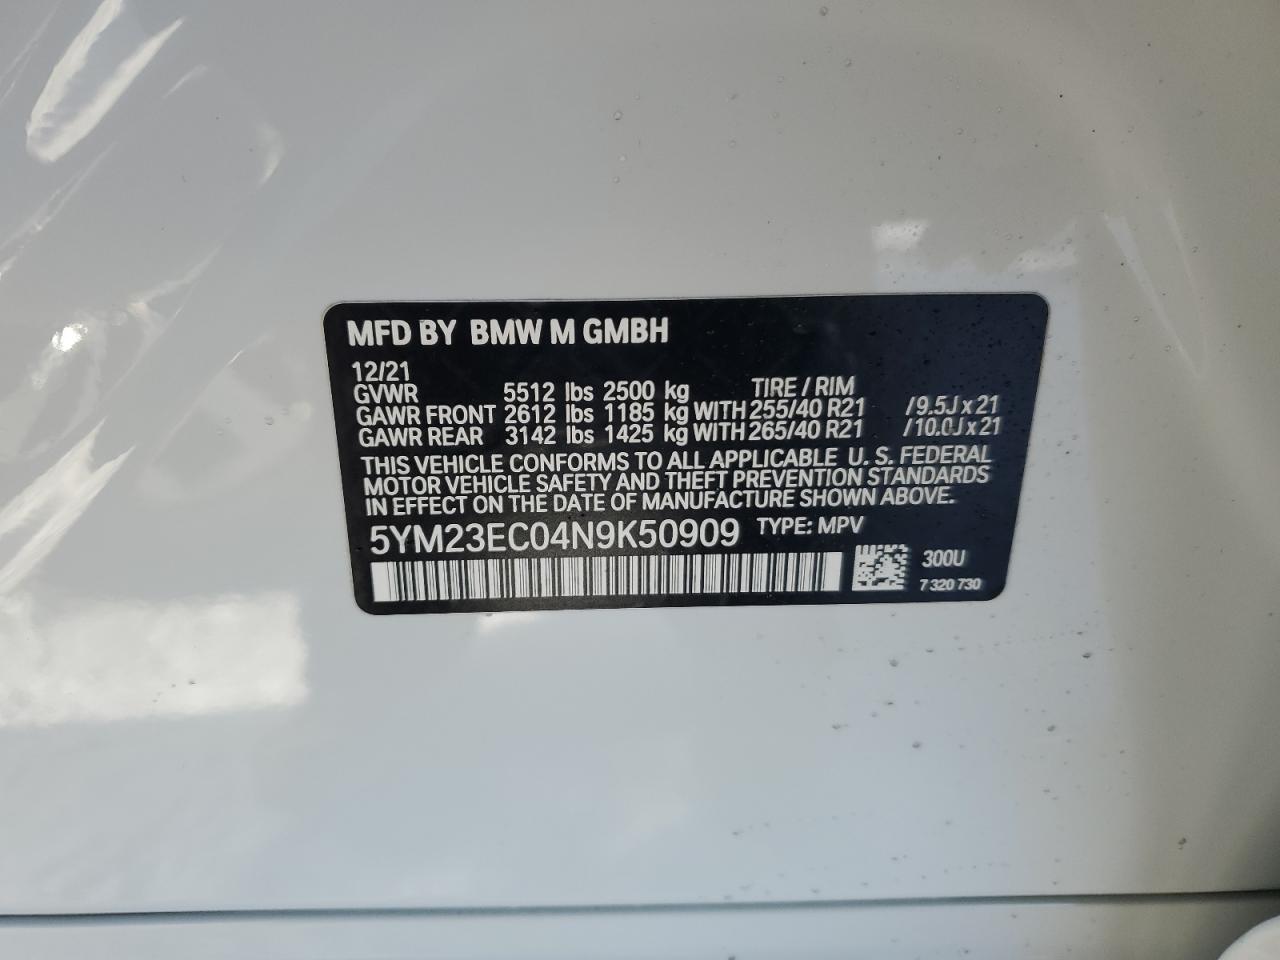 MFD BY BMW M GMBH
12/21
GVWR 5512 lbs 2500 kg TIRE / RIM
GAWR FRONT 2612 lbs 1185 kg WITH 255/40 R21 /9.5J x 21
GAWR REAR 3142 lbs 1425 kg WITH 265/40 R21 /10.0J x 21
THIS VEHICLE CONFORMS TO ALL APPLICABLE U. S. FEDERAL
MOTOR VEHICLE SAFETY AND THEFT PREVENTION STANDARDS
IN EFFECT ON THE DATE OF MANUFACTURE SHOWN ABOVE.
5YM23EC04N9K50909 TYPE: MPV
300U
7 320 730